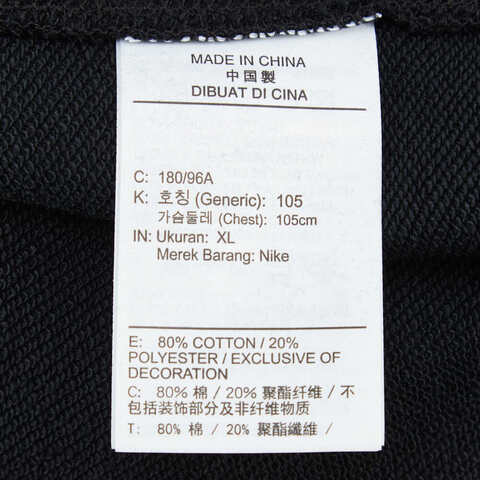 MADE IN CHINA
中国製
DIBUAT DI CINA
C: 180/96A
K: 호칭 (Generic): 105
가슴둘레 (Chest): 105cm
IN: Ukuran: XL
Merek Barang: Nike
E: 80% COTTON / 20%
POLYESTER / EXCLUSIVE OF
DECORATION
C: 80% 棉 / 20% 聚酯纤维 / 不
包括装饰部分及非纤维物质
T: 80% 棉 / 20% 聚酯纖維 /